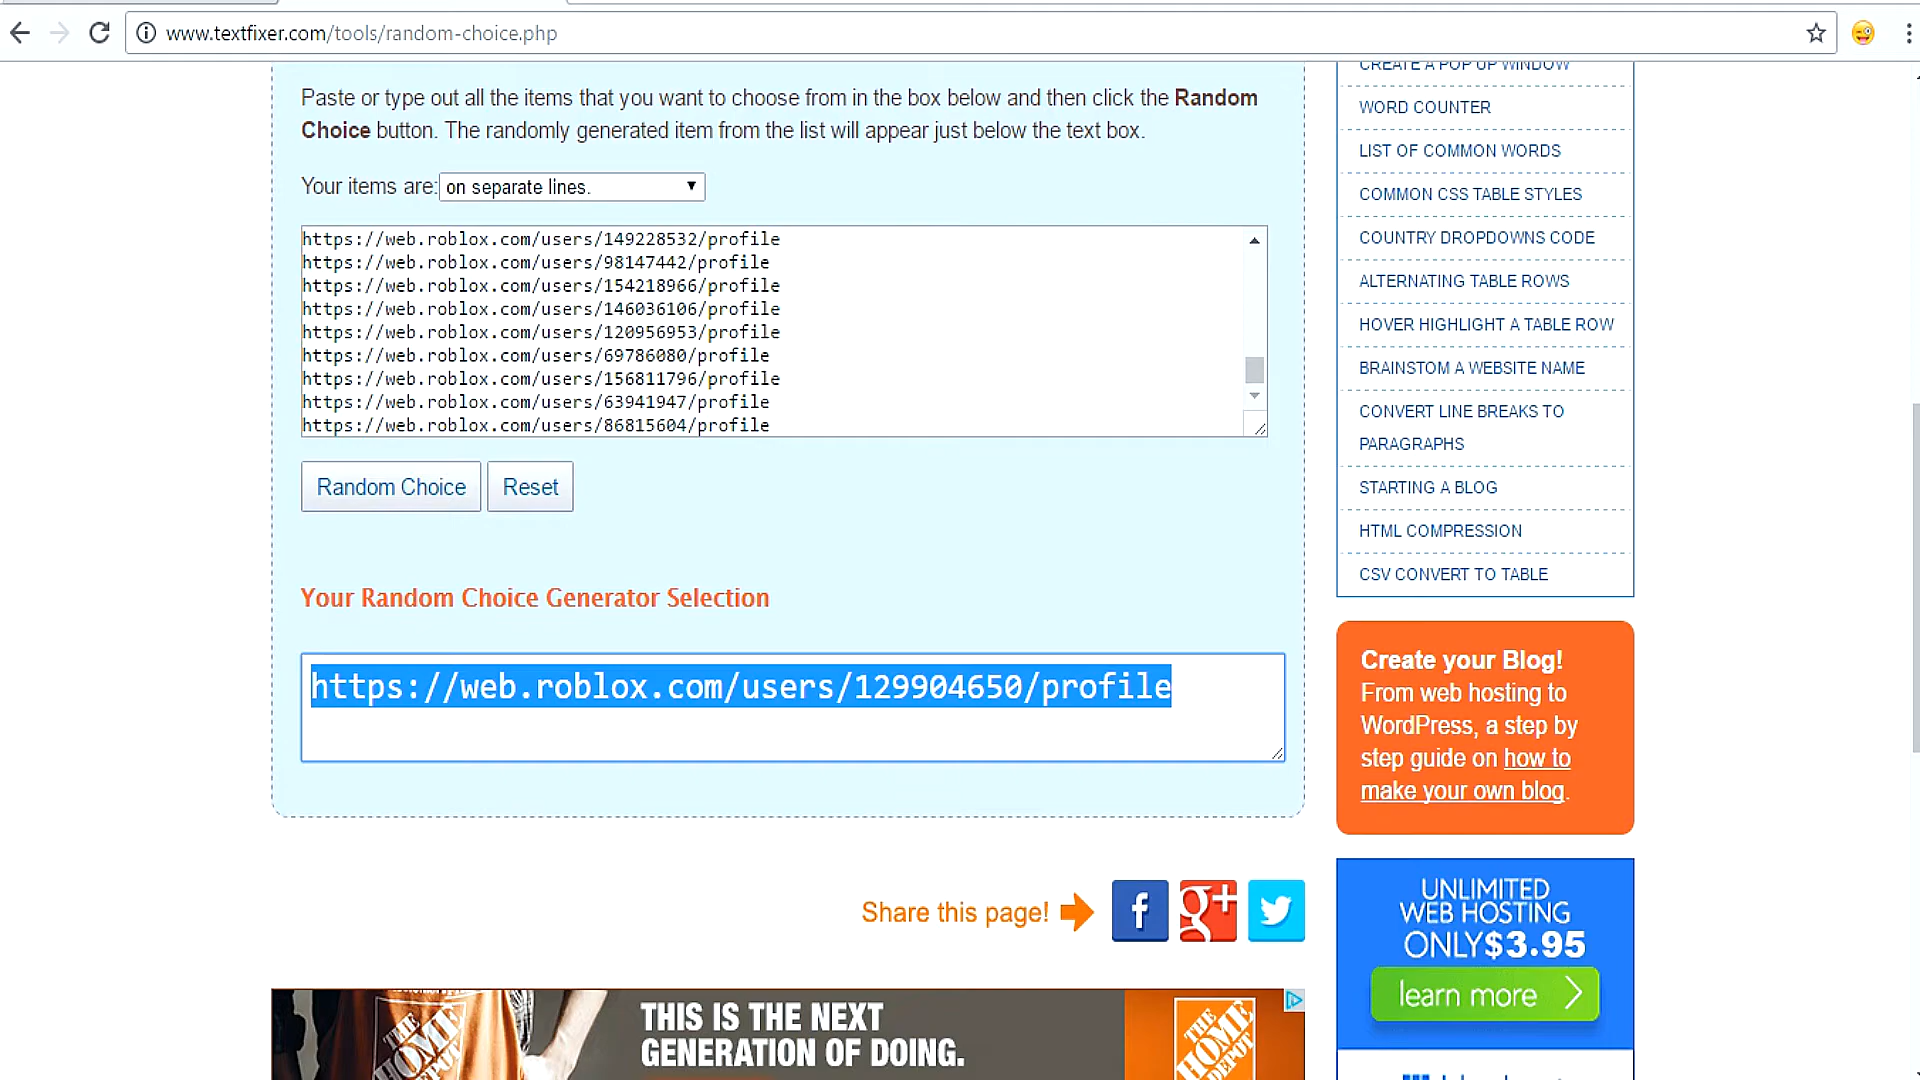 www.textfixer.com/tools/random-choice.php
Paste or type out all the items that you want to choose from in the box below and then click the Random
Choice button. The randomly generated item from the list will appear just below the text box.
Your items are: on separate lines.
https://web.roblox.com/users/149228532/profile
https://web.roblox.com/users/98147442/profile
https://web.roblox.com/users/154218966/profile
https://web.roblox.com/users/146036106/profile
https://web.roblox.com/users/120956953/profile
https://web.roblox.com/users/69786080/profile
https://web.roblox.com/users/156811796/profile
https://web.roblox.com/users/63941947/profile
https://web.roblox.com/users/86815604/profile
Random Choice Reset
Your Random Choice Generator Selection
https://web.roblox.com/users/129904650/profile
Share this page!
f g+
THE HOME
THIS IS THE NEXT
GENERATION OF DOING.
THE HOME DEPOT
CREATE A POP UP WINDOW
WORD COUNTER
LIST OF COMMON WORDS
COMMON CSS TABLE STYLES
COUNTRY DROPDOWNS CODE
ALTERNATING TABLE ROWS
HOVER HIGHLIGHT A TABLE ROW
BRAINSTOM A WEBSITE NAME
CONVERT LINE BREAKS TO
PARAGRAPHS
STARTING A BLOG
HTML COMPRESSION
CSV CONVERT TO TABLE
Create your Blog!
From web hosting to
WordPress, a step by
step guide on how to
make your own blog.
UNLIMITED
WEB HOSTING
ONLY $3.95
learn more